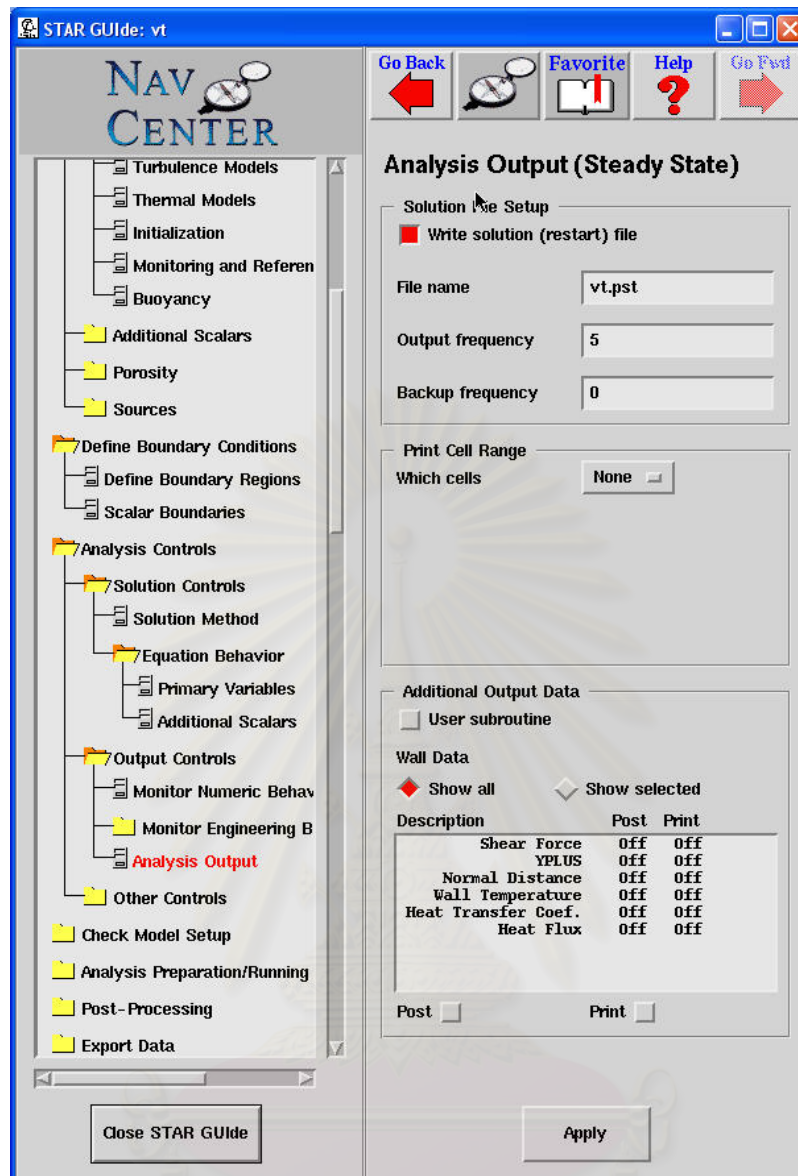 STAR GUIde: vt
NAV
CENTER
Go Back
Favorite
Help
Go Fwd
Turbulence Models
Thermal Models
Initialization
Monitoring and Referen
Buoyancy
Additional Scalars
Porosity
Sources
Define Boundary Conditions
Define Boundary Regions
Scalar Boundaries
Analysis Controls
Solution Controls
Solution Method
Equation Behavior
Primary Variables
Additional Scalars
Output Controls
Monitor Numeric Behav
Monitor Engineering B
Analysis Output
Other Controls
Check Model Setup
Analysis Preparation/Running
Post-Processing
Export Data
Close STAR GUIde
Analysis Output (Steady State)
Solution File Setup
Write solution (restart) file
File name vt.pst
Output frequency 5
Backup frequency 0
Print Cell Range
Which cells None
Additional Output Data
User subroutine
Wall Data
Show all Show selected
Description Post Print
Shear Force Off Off
YPLUS Off Off
Normal Distance Off Off
Wall Temperature Off Off
Heat Transfer Coef. Off Off
Heat Flux Off Off
Post Print
Apply